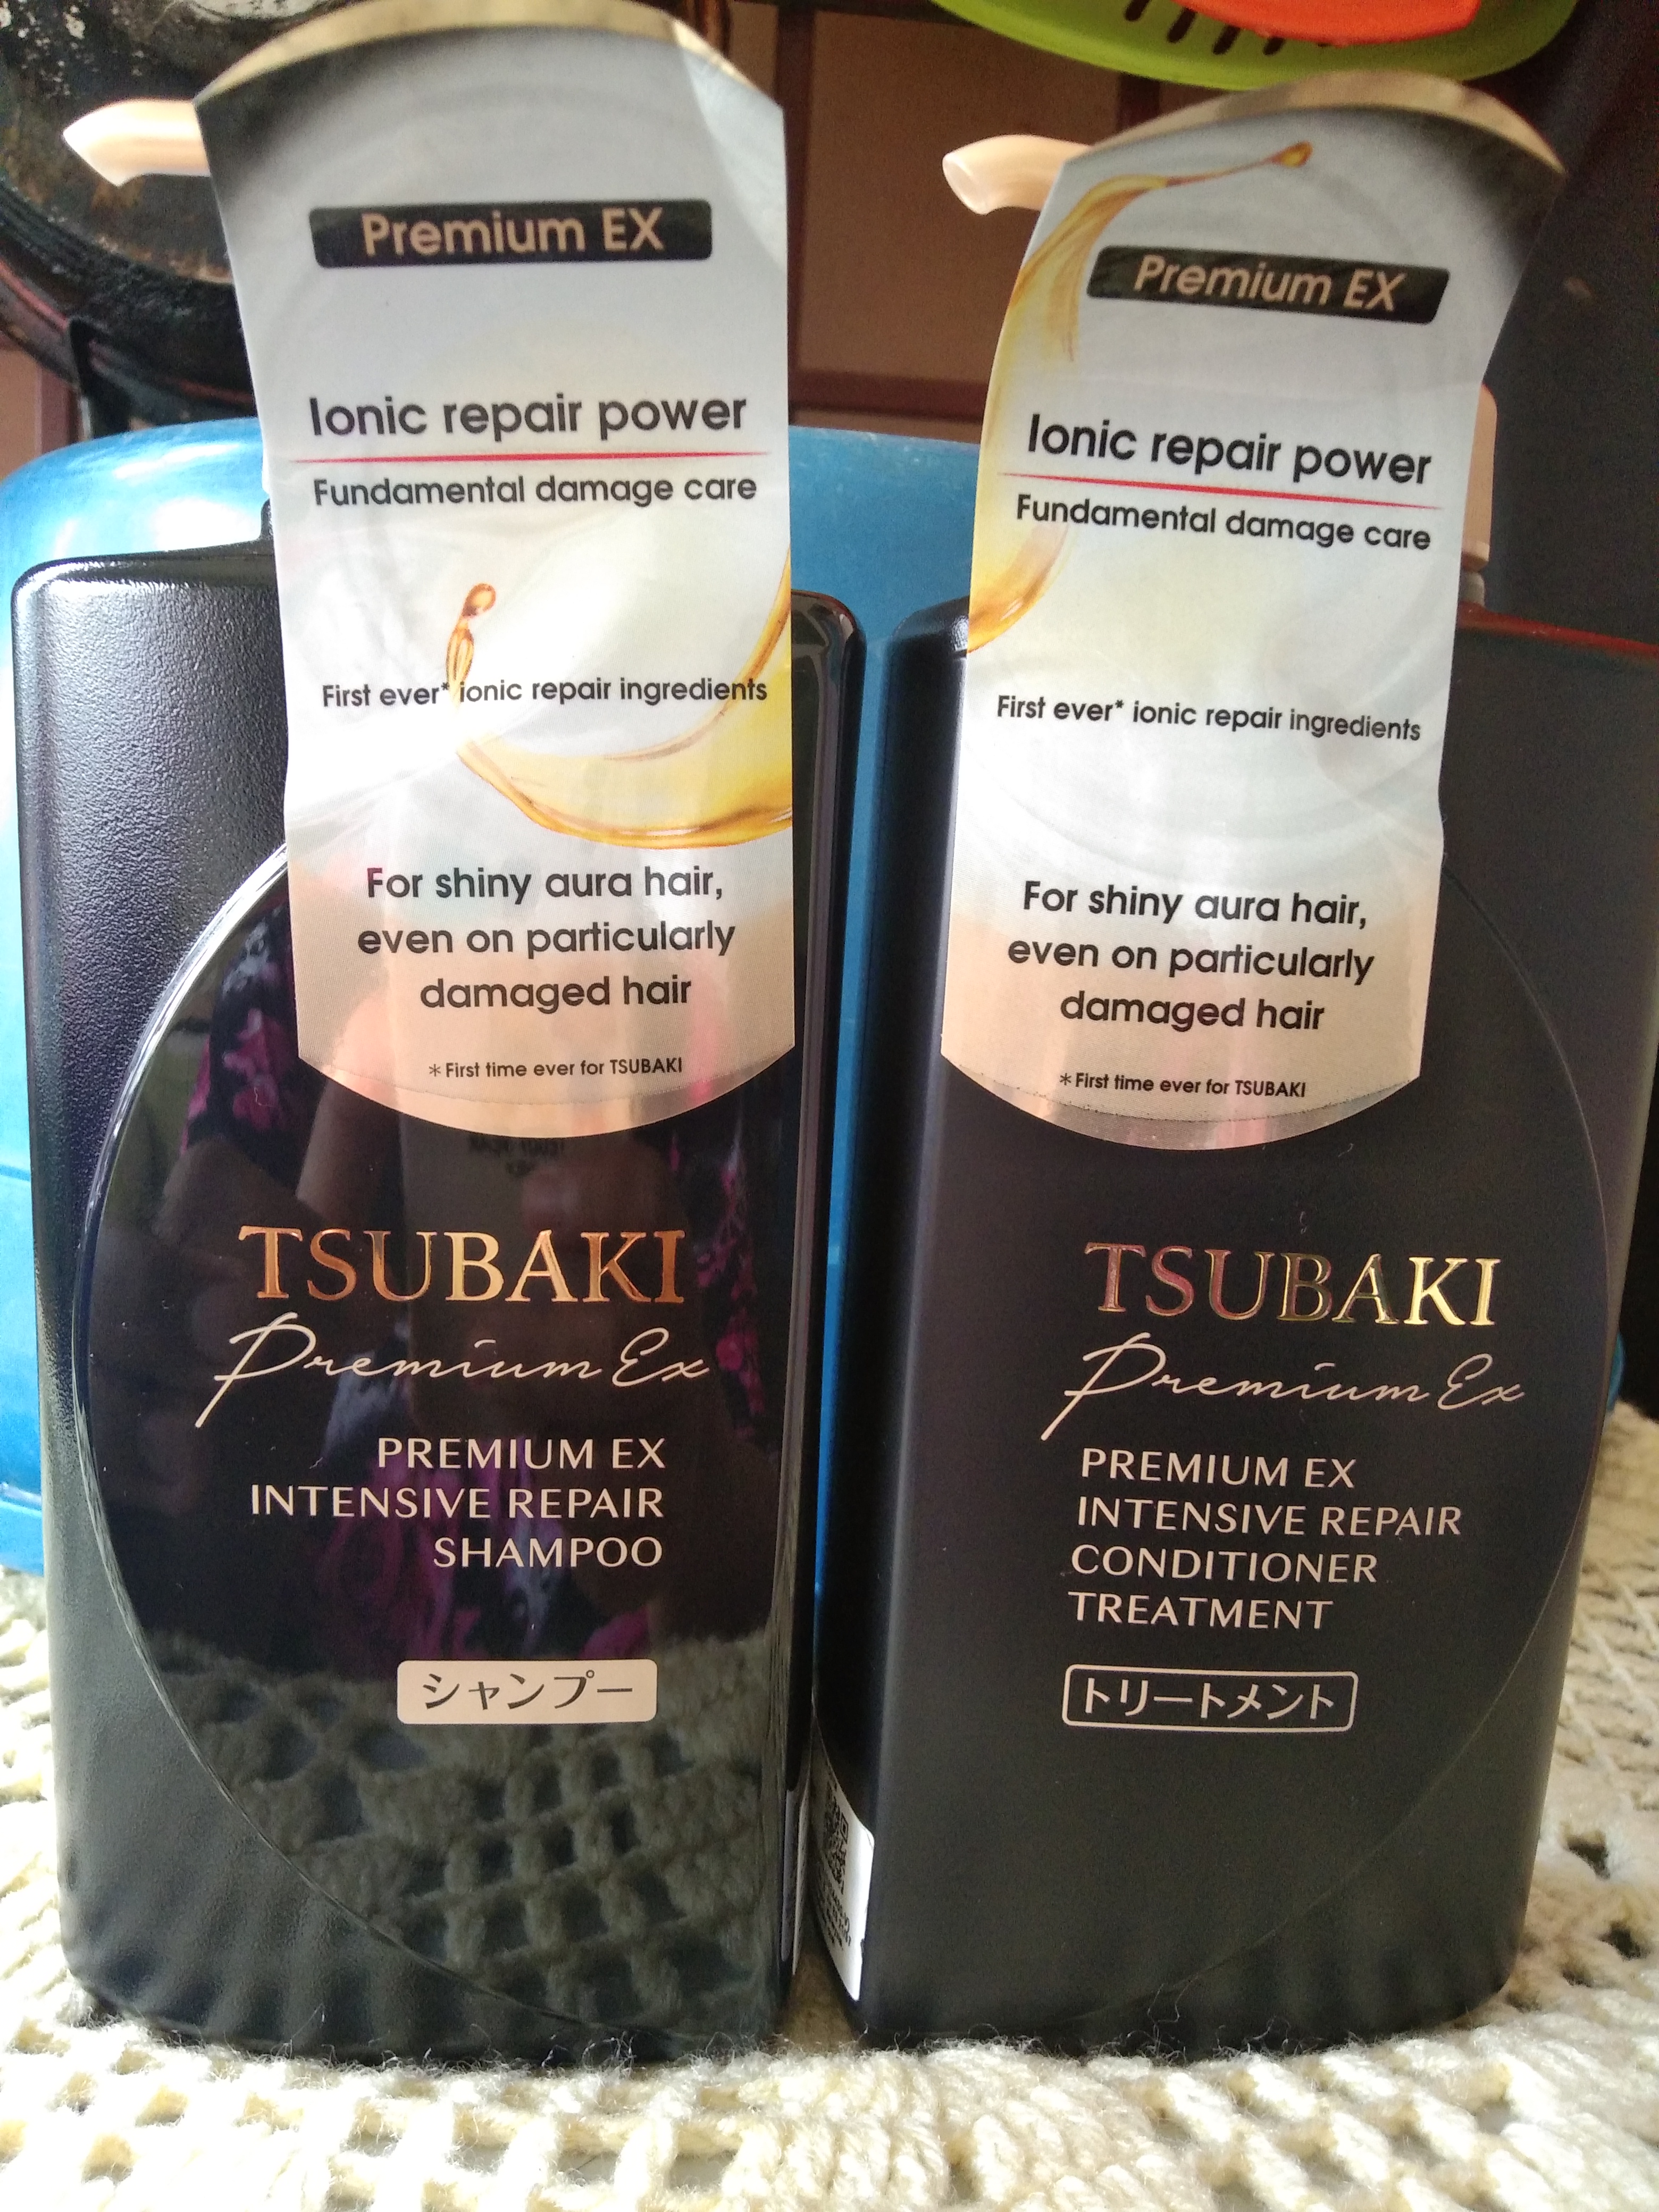 Premium EX
Ionic repair power
Fundamental damage care
First ever* ionic repair ingredients
For shiny aura hair,
even on particularly
damaged hair
*First time ever for TSUBAKI
TSUBAKI
Premium Ex
PREMIUM EX
INTENSIVE REPAIR
SHAMPOO
シャンプー
Premium EX
Ionic repair power
Fundamental damage care
First ever* ionic repair ingredients
For shiny aura hair,
even on particularly
damaged hair
*First time ever for TSUBAKI
TSUBAKI
Premium Ex
PREMIUM EX
INTENSIVE REPAIR
CONDITIONER
TREATMENT
トリートメント